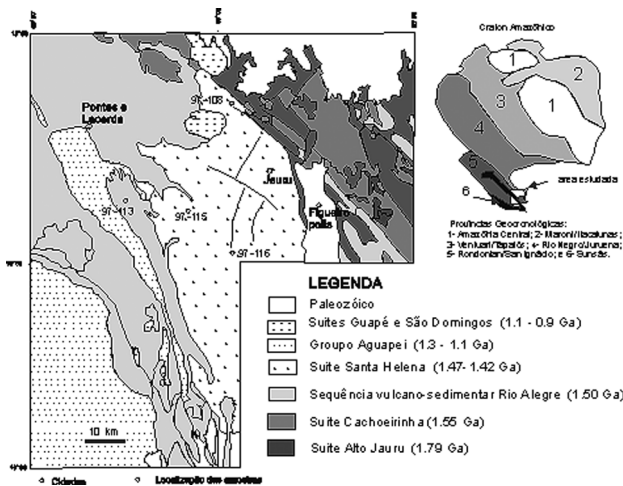 Craton Amazônico
1
2
3
1
4
5
6
area estudada
Províncias Geocronológicas:
1- Amazônia Central; 2- Maroni/Itacaiunas;
3- Ventuari/Tapajós; 4- Rio Negro/Juruena;
5- Rondonian/San Ignácio; e 6- Sunsás.
97-108
Pontes e
Lacerda
Jauru
Figueiro
polis
97-113
97-115
97-116
10 km
LEGENDA
Paleozóico
Suites Guapé e São Domingos (1.1 - 0.9 Ga)
Groupo Aguapei (1.3 - 1.1 Ga)
Suite Santa Helena (1.47- 1.42 Ga)
Sequência vulcano-sedimentar Rio Alegre (1.50 Ga)
Suite Cachoeirinha (1.55 Ga)
Suite Alto Jauru (1.79 Ga)
Cidades
Localização das amostras